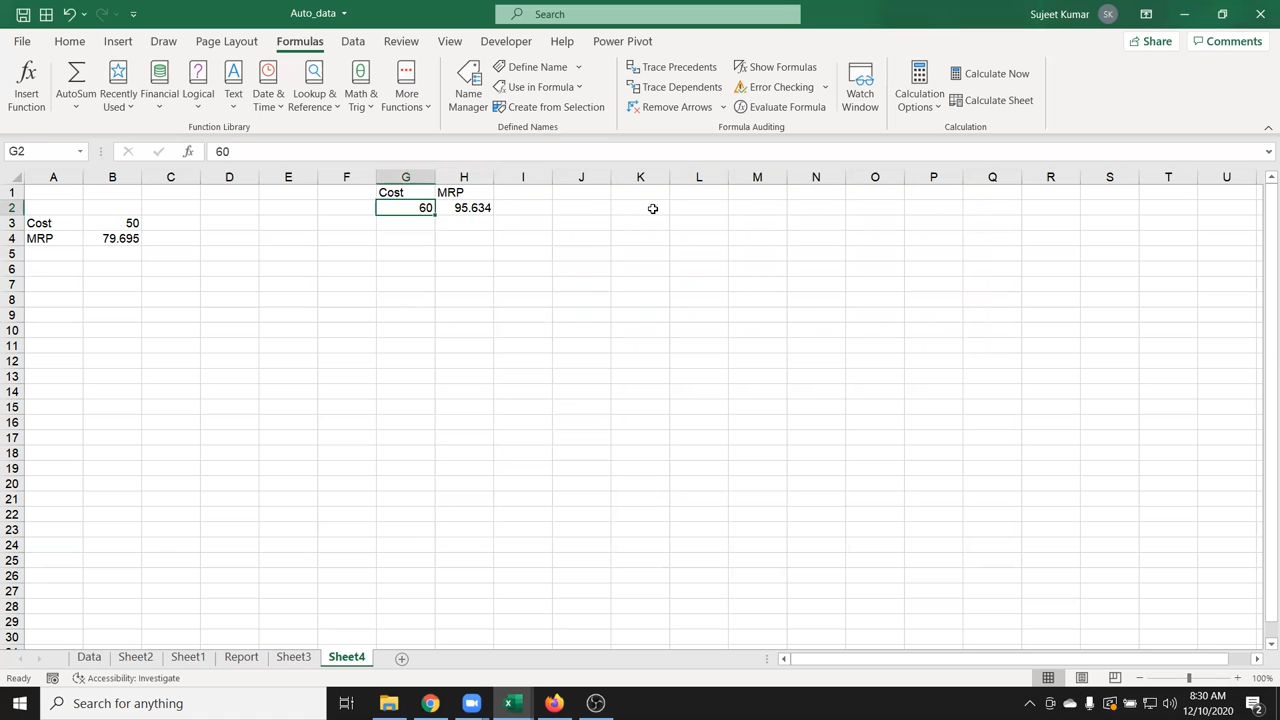 Auto_data
Search
Sujeet Kumar
SK
File Home Insert Draw Page Layout Formulas Data Review View Developer Help Power Pivot
Share
Comments
Insert Function
AutoSum
Recently Used
Financial
Logical
Text
Date & Time
Lookup & Reference
Math & Trig
More Functions
Function Library
Name Manager
Define Name
Use in Formula
Create from Selection
Defined Names
Trace Precedents
Trace Dependents
Remove Arrows
Show Formulas
Error Checking
Evaluate Formula
Formula Auditing
Watch Window
Calculation Options
Calculate Now
Calculate Sheet
Calculation
G2
fx
60
A B C D E F G H I J K L M N O P Q R S T U
1 Cost MRP
2 60 95.634
3 Cost 50
4 MRP 79.695
5
6
7
8
9
10
11
12
13
14
15
16
17
18
19
20
21
22
23
24
25
26
27
28
29
30
Data Sheet2 Sheet1 Report Sheet3 Sheet4
Ready
Accessibility: Investigate
100%
Search for anything
8:30 AM
12/10/2020
2